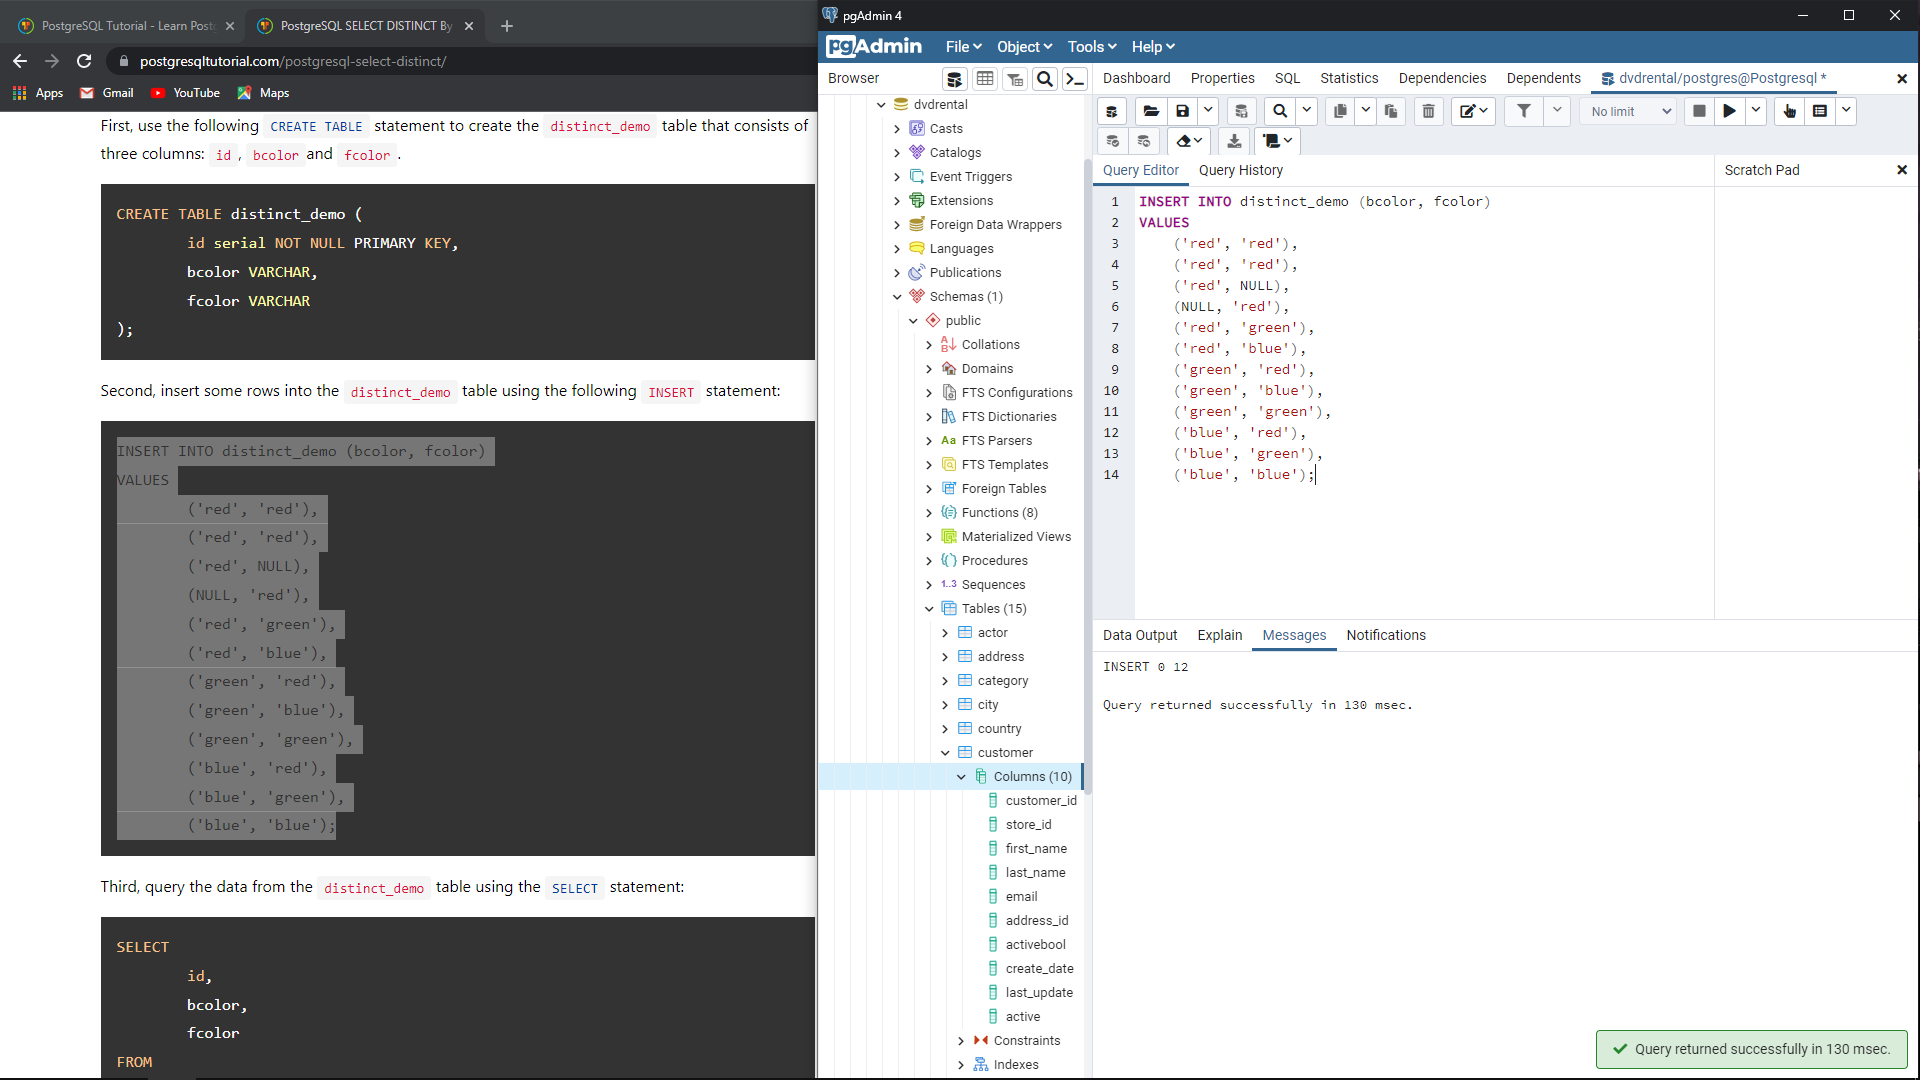 PostgreSQL Tutorial - Learn Post
PostgreSQL SELECT DISTINCT By
postgresqltutorial.com/postgresql-select-distinct/
Apps
Gmail
YouTube
Maps
First, use the following CREATE TABLE statement to create the distinct_demo table that consists of
three columns: id , bcolor and fcolor .
CREATE TABLE distinct_demo (
id serial NOT NULL PRIMARY KEY,
bcolor VARCHAR,
fcolor VARCHAR
);
Second, insert some rows into the distinct_demo table using the following INSERT statement:
INSERT INTO distinct_demo (bcolor, fcolor)
VALUES
('red', 'red'),
('red', 'red'),
('red', NULL),
(NULL, 'red'),
('red', 'green'),
('red', 'blue'),
('green', 'red'),
('green', 'blue'),
('green', 'green'),
('blue', 'red'),
('blue', 'green'),
('blue', 'blue');
Third, query the data from the distinct_demo table using the SELECT statement:
SELECT
id,
bcolor,
fcolor
FROM
pgAdmin 4
pgAdmin
File
Object
Tools
Help
Browser
dvdrental
Casts
Catalogs
Event Triggers
Extensions
Foreign Data Wrappers
Languages
Publications
Schemas (1)
public
Collations
Domains
FTS Configurations
FTS Dictionaries
Aa FTS Parsers
FTS Templates
Foreign Tables
Functions (8)
Materialized Views
Procedures
1..3 Sequences
Tables (15)
actor
address
category
city
country
customer
Columns (10)
customer_id
store_id
first_name
last_name
email
address_id
activebool
create_date
last_update
active
Constraints
Indexes
Dashboard
Properties
SQL
Statistics
Dependencies
Dependents
dvdrental/postgres@Postgresql *
No limit
Query Editor
Query History
Scratch Pad
1 INSERT INTO distinct_demo (bcolor, fcolor)
2 VALUES
3 ('red', 'red'),
4 ('red', 'red'),
5 ('red', NULL),
6 (NULL, 'red'),
7 ('red', 'green'),
8 ('red', 'blue'),
9 ('green', 'red'),
10 ('green', 'blue'),
11 ('green', 'green'),
12 ('blue', 'red'),
13 ('blue', 'green'),
14 ('blue', 'blue');
Data Output
Explain
Messages
Notifications
INSERT 0 12
Query returned successfully in 130 msec.
Query returned successfully in 130 msec.